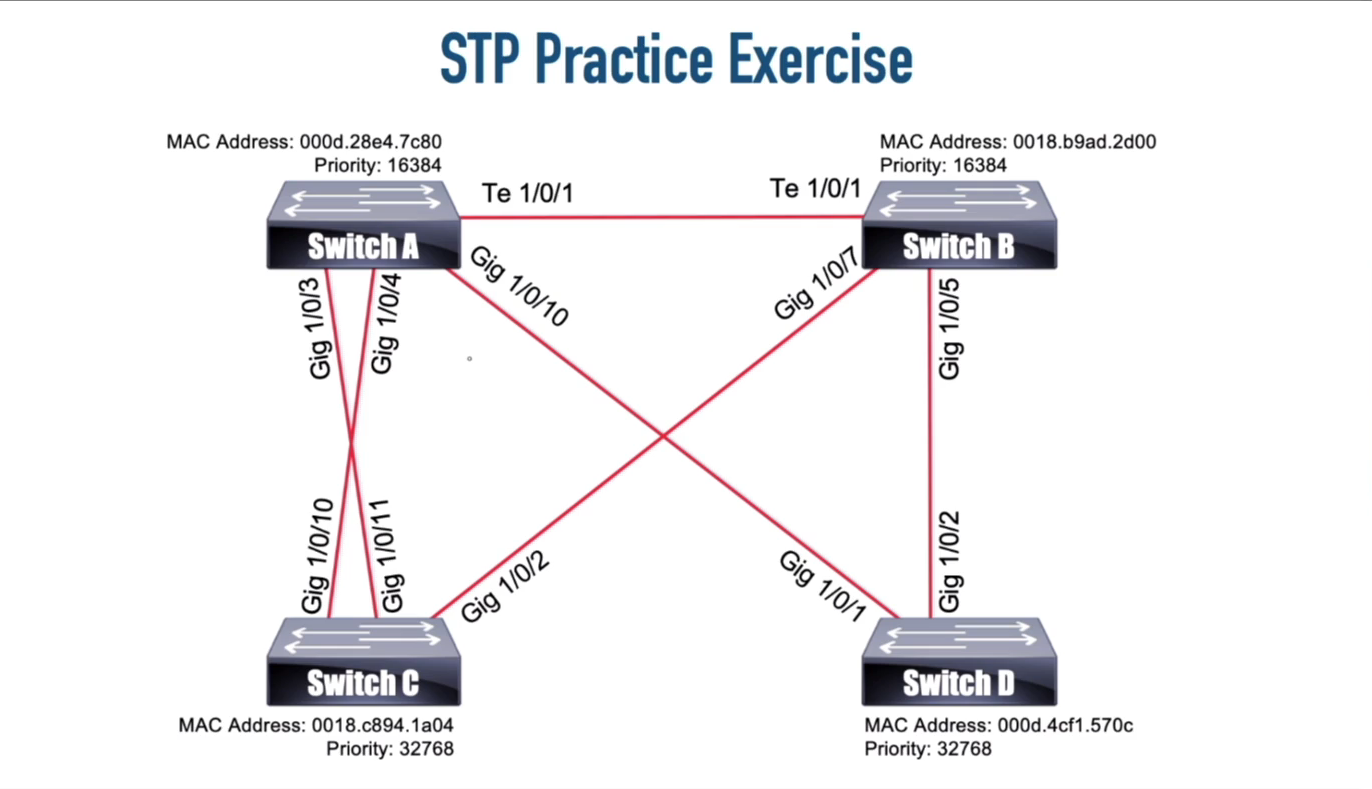 STP Practice Exercise
MAC Address: 000d.28e4.7c80
Priority: 16384
MAC Address: 0018.b9ad.2d00
Priority: 16384
Te 1/0/1
Te 1/0/1
Switch A
Switch B
Gig 1/0/3
Gig 1/0/4
Gig 1/0/10
Gig 1/0/7
Gig 1/0/5
Gig 1/0/10
Gig 1/0/11
Gig 1/0/2
Gig 1/0/1
Gig 1/0/2
Switch C
Switch D
MAC Address: 0018.c894.1a04
Priority: 32768
MAC Address: 000d.4cf1.570c
Priority: 32768